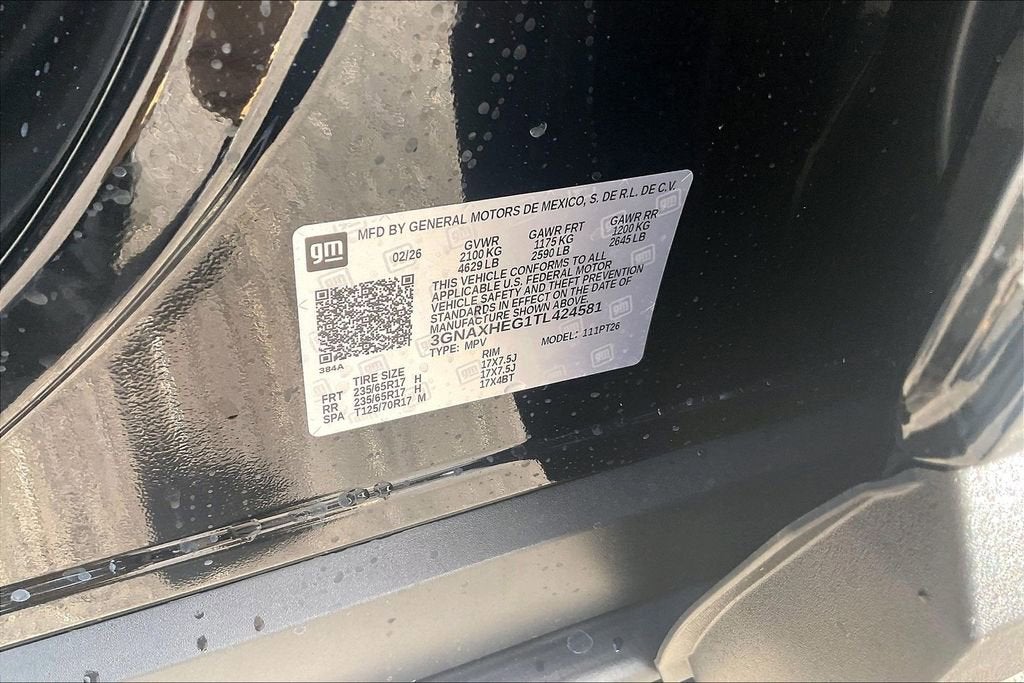 gm
MFD BY GENERAL MOTORS DE MEXICO, S. DE R.L. DE C.V.
02/26 GVWR GAWR FRT GAWR RR
2100 KG 1175 KG 1200 KG
4629 LB 2590 LB 2645 LB
THIS VEHICLE CONFORMS TO ALL
APPLICABLE U.S. FEDERAL MOTOR
VEHICLE SAFETY AND THEFT PREVENTION
STANDARDS IN EFFECT ON THE DATE OF
MANUFACTURE SHOWN ABOVE.
3GNAXHEG1TL424581
TYPE: MPV MODEL: 111PT26
384A
TIRE SIZE RIM
FRT 235/65R17 H 17X7.5J
RR 235/65R17 H 17X7.5J
SPA T125/70R17 M 17X4BT